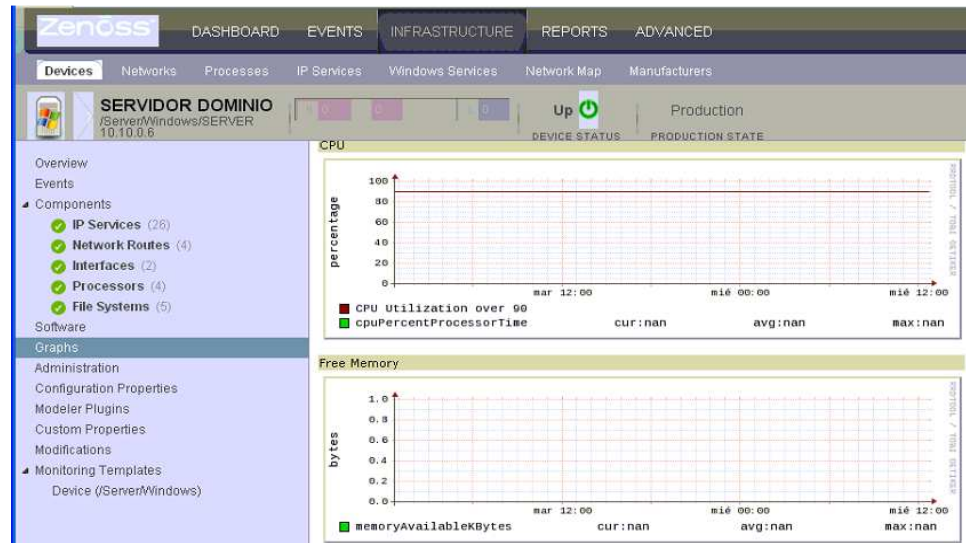 Zenoss
DASHBOARD EVENTS INFRASTRUCTURE REPORTS ADVANCED
Devices Networks Processes IP Services Windows Services Network Map Manufacturers
SERVIDOR DOMINIO
/Server/Windows/SERVER
10.10.0.6
0 0 0
Up
DEVICE STATUS
Production
PRODUCTION STATE
Overview
Events
Components
IP Services (26)
Network Routes (4)
Interfaces (2)
Processors (4)
File Systems (5)
Software
Graphs
Administration
Configuration Properties
Modeler Plugins
Custom Properties
Modifications
Monitoring Templates
Device (/Server/Windows)
CPU
percentage
100
80
60
40
20
0
mar 12:00 mié 00:00 mié 12:00
CPU Utilization over 90
cpuPercentProcessorTime cur:nan avg:nan max:nan
RRDTOOL / TOBI OETIKER
Free Memory
bytes
1.0
0.8
0.6
0.4
0.2
0.0
mar 12:00 mié 00:00 mié 12:00
memoryAvailableKBytes cur:nan avg:nan max:nan
RRDTOOL / TOBI OETIKER